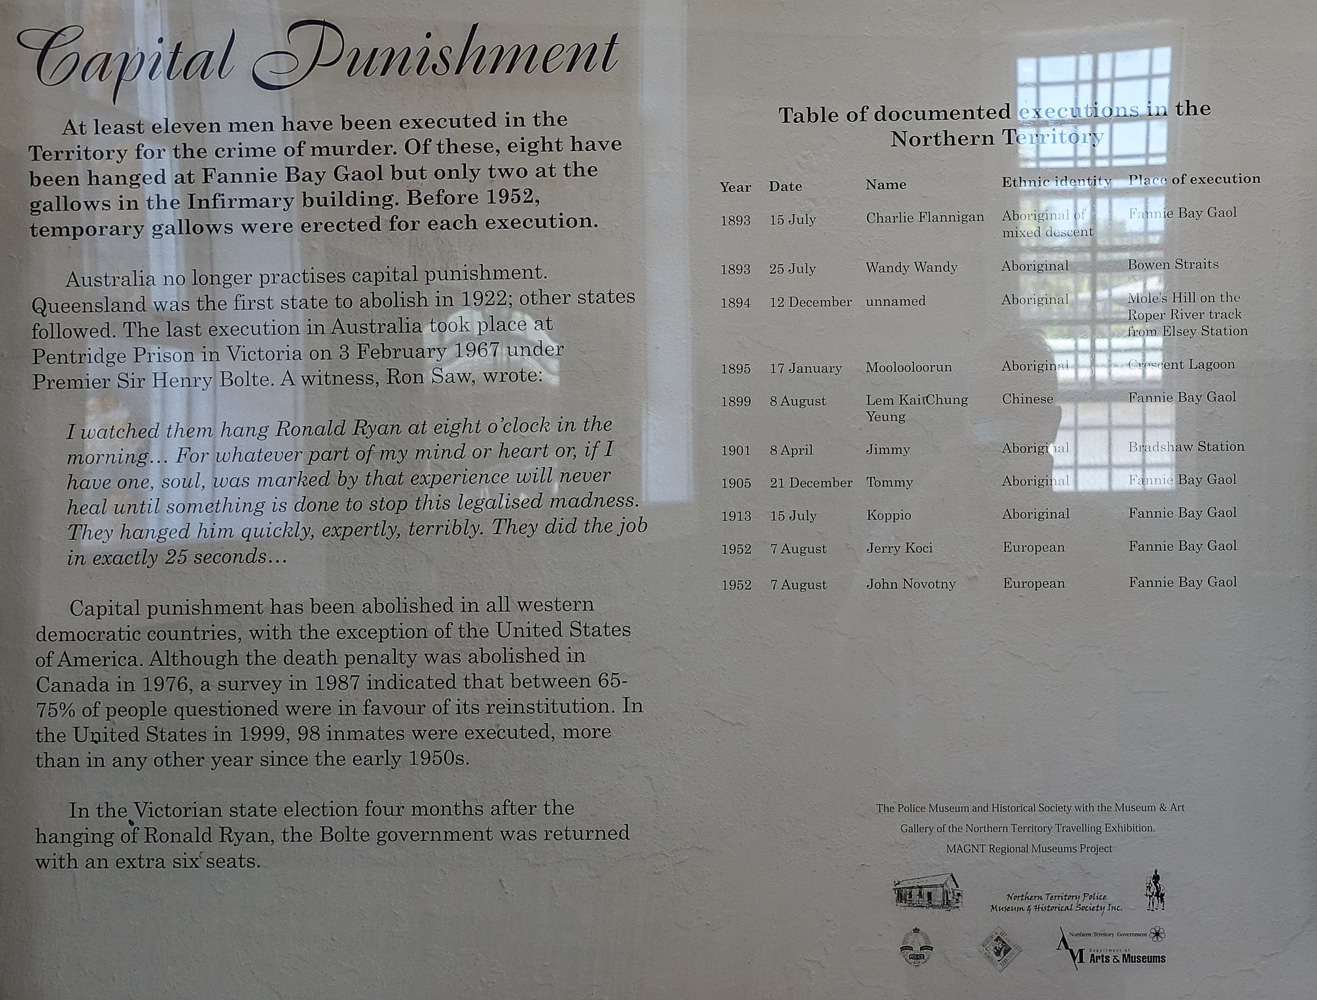 Capital Punishment
At least eleven men have been executed in the
Territory for the crime of murder. Of these, eight have
been hanged at Fannie Bay Gaol but only two at the
gallows in the Infirmary building. Before 1952,
temporary gallows were erected for each execution.
Australia no longer practises capital punishment.
Queensland was the first state to abolish in 1922; other states
followed. The last execution in Australia took place at
Pentridge Prison in Victoria on 3 February 1967 under
Premier Sir Henry Bolte. A witness, Ron Saw, wrote:
I watched them hang Ronald Ryan at eight o'clock in the
morning... For whatever part of my mind or heart or, if I
have one, soul, was marked by that experience will never
heal until something is done to stop this legalised madness.
They hanged him quickly, expertly, terribly. They did the job
in exactly 25 seconds...
Capital punishment has been abolished in all western
democratic countries, with the exception of the United States
of America. Although the death penalty was abolished in
Canada in 1976, a survey in 1987 indicated that between 65-
75% of people questioned were in favour of its reinstitution. In
the United States in 1999, 98 inmates were executed, more
than in any other year since the early 1950s.
In the Victorian state election four months after the
hanging of Ronald Ryan, the Bolte government was returned
with an extra six seats.
Table of documented executions in the
Northern Territory
Year Date Name Ethnic identity Place of execution
1893 15 July Charlie Flannigan Aboriginal of Fannie Bay Gaol
mixed descent
1893 25 July Wandy Wandy Aboriginal Bowen Straits
1894 12 December unnamed Aboriginal Mole's Hill on the
Roper River track
from Elsey Station
1895 17 January Moolooloorun Aboriginal Crescent Lagoon
1899 8 August Lem Kai Chung Chinese Fannie Bay Gaol
Yeung
1901 8 April Jimmy Aboriginal Bradshaw Station
1905 21 December Tommy Aboriginal Fannie Bay Gaol
1913 15 July Koppio Aboriginal Fannie Bay Gaol
1952 7 August Jerry Koci European Fannie Bay Gaol
1952 7 August John Novotny European Fannie Bay Gaol
The Police Museum and Historical Society with the Museum & Art
Gallery of the Northern Territory Travelling Exhibition.
MAGNT Regional Museums Project
Northern Territory Police
Museum & Historical Society Inc.
Northern Territory Government
AM Department of
Arts & Museums